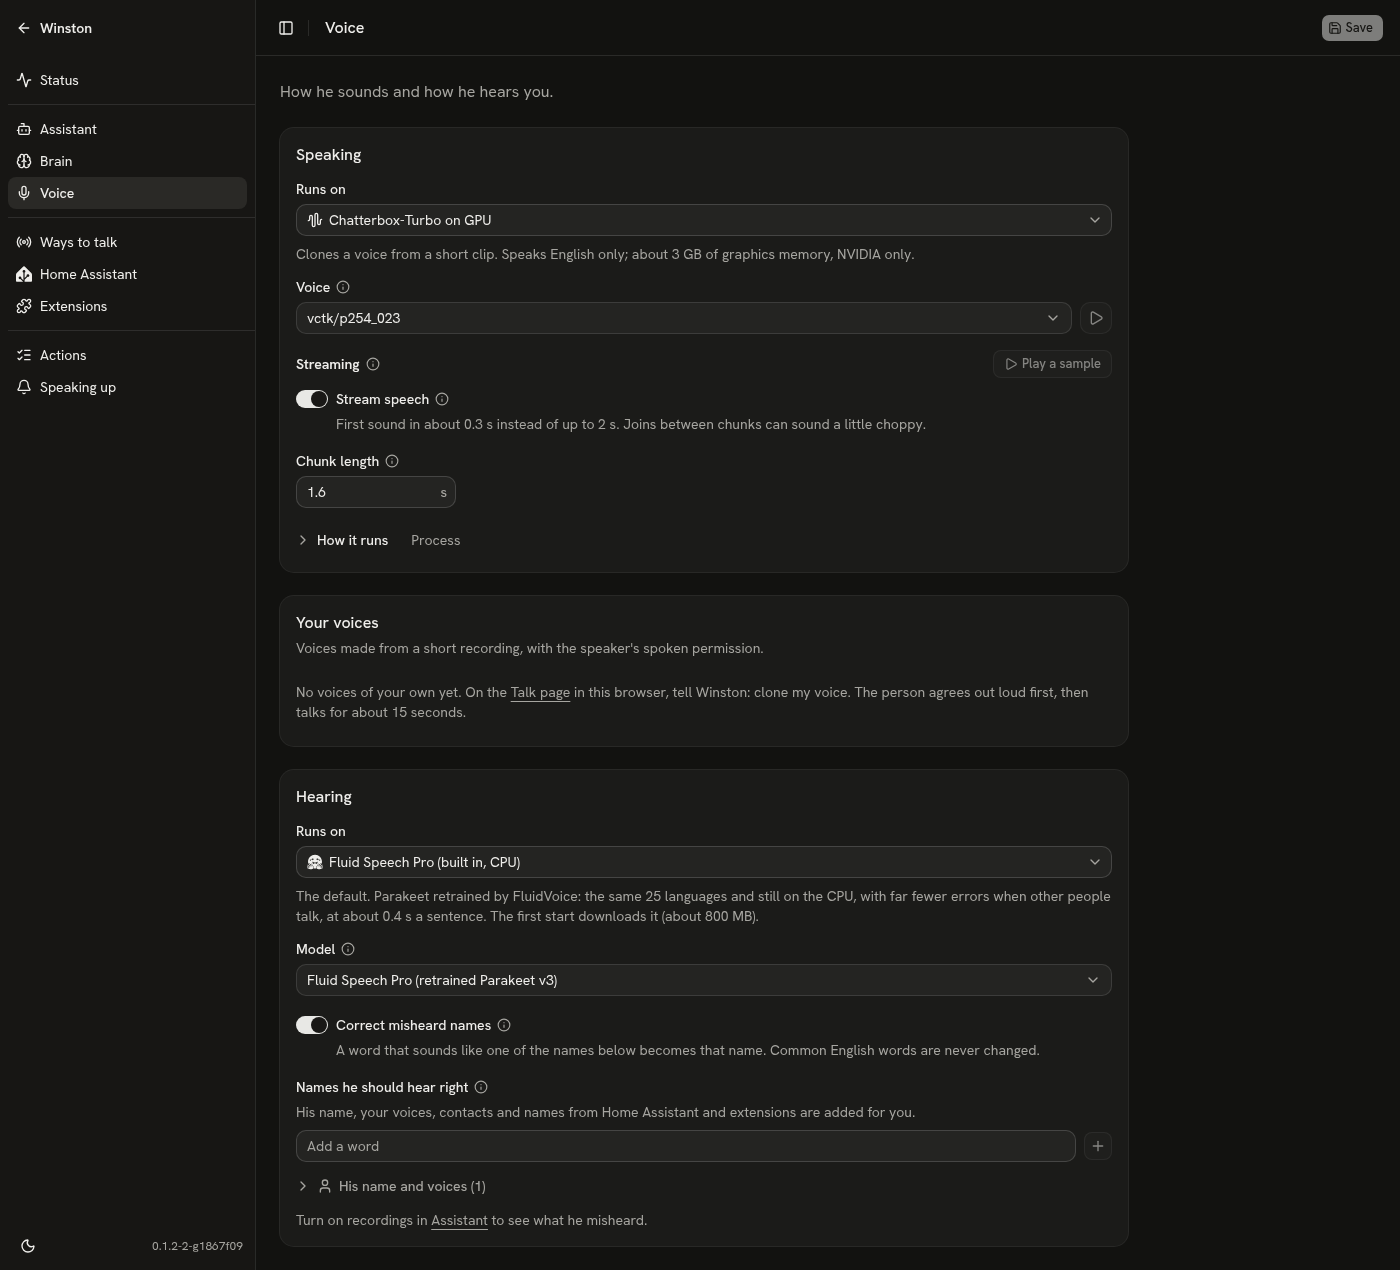 Winston
Status
Assistant
Brain
Voice
Ways to talk
Home Assistant
Extensions
Actions
Speaking up
0.1.2-2-g1867f09
Voice
Save
How he sounds and how he hears you.
Speaking
Runs on
Chatterbox-Turbo on GPU
Clones a voice from a short clip. Speaks English only; about 3 GB of graphics memory, NVIDIA only.
Voice
vctk/p254_023
Streaming
Play a sample
Stream speech
First sound in about 0.3 s instead of up to 2 s. Joins between chunks can sound a little choppy.
Chunk length
1.6 s
How it runs Process
Your voices
Voices made from a short recording, with the speaker's spoken permission.
No voices of your own yet. On the Talk page in this browser, tell Winston: clone my voice. The person agrees out loud first, then
talks for about 15 seconds.
Hearing
Runs on
Fluid Speech Pro (built in, CPU)
The default. Parakeet retrained by FluidVoice: the same 25 languages and still on the CPU, with far fewer errors when other people
talk, at about 0.4 s a sentence. The first start downloads it (about 800 MB).
Model
Fluid Speech Pro (retrained Parakeet v3)
Correct misheard names
A word that sounds like one of the names below becomes that name. Common English words are never changed.
Names he should hear right
His name, your voices, contacts and names from Home Assistant and extensions are added for you.
Add a word
His name and voices (1)
Turn on recordings in Assistant to see what he misheard.